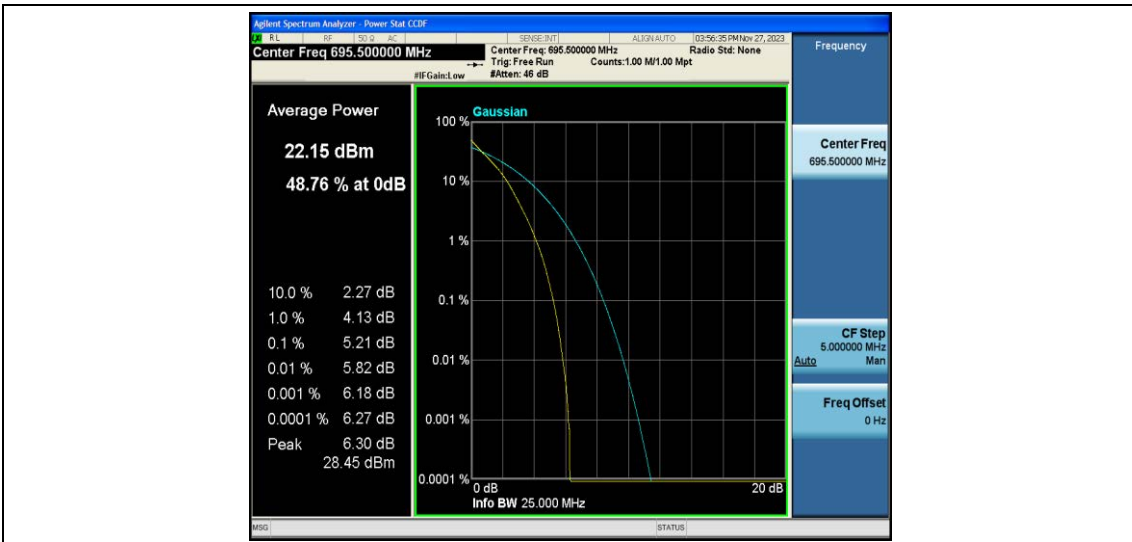 Agilent Spectrum Analyzer - Power Stat CCDF
RL RF 50 Ω AC SENSE:INT ALIGNAUTO 03:56:35 PM Nov 27, 2023
Center Freq 695.500000 MHz
Center Freq: 695.500000 MHz Radio Std: None
Trig: Free Run Counts:1.00 M/1.00 Mpt
#IFGain:Low #Atten: 46 dB
Frequency
Average Power
22.15 dBm
48.76 % at 0dB
10.0 % 2.27 dB
1.0 % 4.13 dB
0.1 % 5.21 dB
0.01 % 5.82 dB
0.001 % 6.18 dB
0.0001 % 6.27 dB
Peak 6.30 dB
28.45 dBm
Gaussian
100 %
10 %
1 %
0.1 %
0.01 %
0.001 %
0.0001 %
0 dB 20 dB
Info BW 25.000 MHz
Center Freq
695.500000 MHz
CF Step
5.000000 MHz
Auto Man
Freq Offset
0 Hz
MSG STATUS